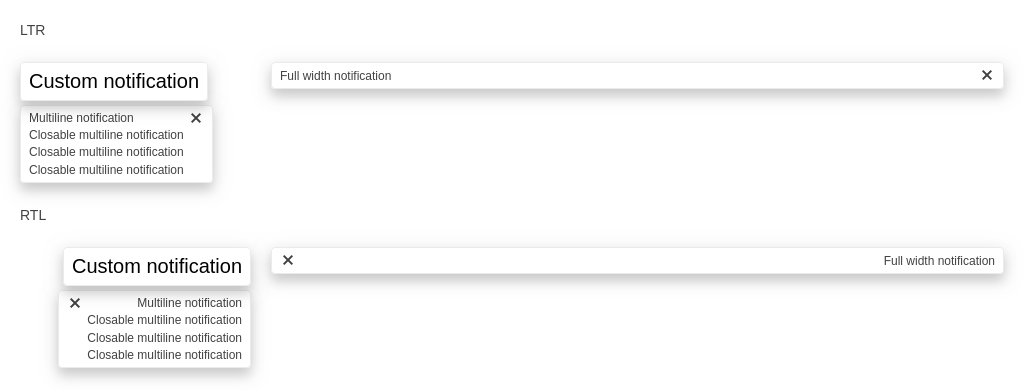 LTR
Custom notification
Full width notification
Multiline notification
Closable multiline notification
Closable multiline notification
Closable multiline notification
RTL
Custom notification
Full width notification
Multiline notification
Closable multiline notification
Closable multiline notification
Closable multiline notification